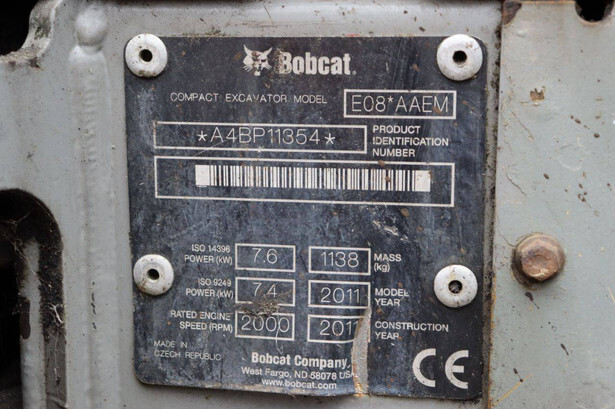 Bobcat®
COMPACT EXCAVATOR MODEL E08*AAEM
*A4BP11354* PRODUCT IDENTIFICATION NUMBER
ISO 14396 POWER (kW) 7.6 1138 MASS (kg)
ISO 9249 POWER (kW) 7.4 2011 MODEL YEAR
RATED ENGINE SPEED (RPM) 2000 CONSTRUCTION YEAR
MADE IN
CZECH REPUBLIC
Bobcat Company
West Fargo, ND 58078 USA
www.bobcat.com
CE